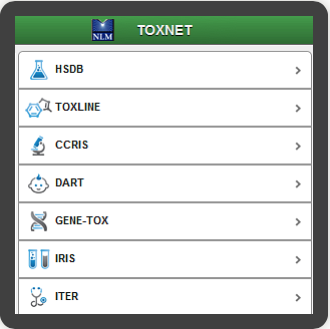 NLM TOXNET
HSDB
TOXLINE
CCRIS
DART
GENE-TOX
IRIS
ITER